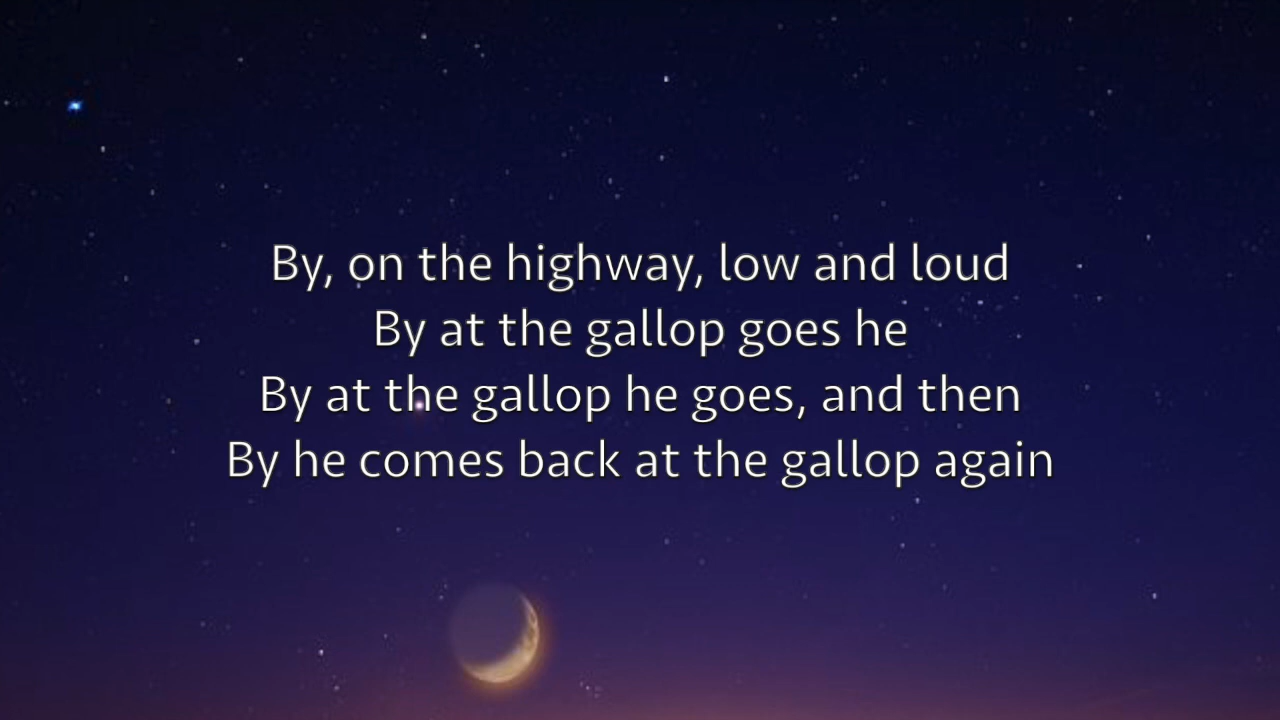 By, on the highway, low and loud
By at the gallop goes he
By at the gallop he goes, and then
By he comes back at the gallop again